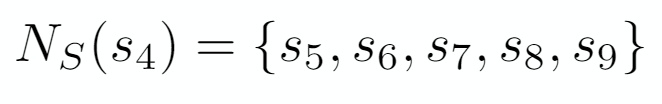 N_S(s_4) = {s_5, s_6, s_7, s_8, s_9}